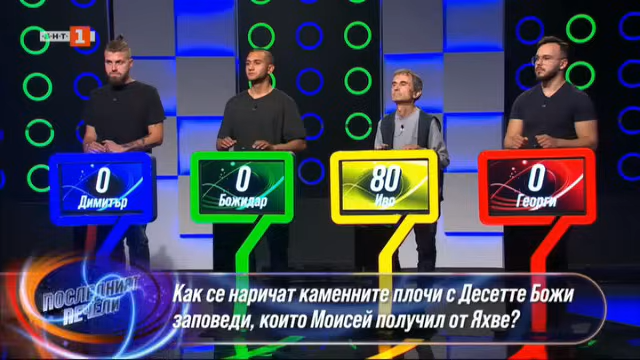 БНТ 1
0
Димитър
0
Божидар
80
Иво
0
Георги
ПОСЛЕДНИЯТ
ПЕЧЕЛИ
Как се наричат каменните плочи с Десетте Божи
заповеди, които Моисей получил от Яхве?